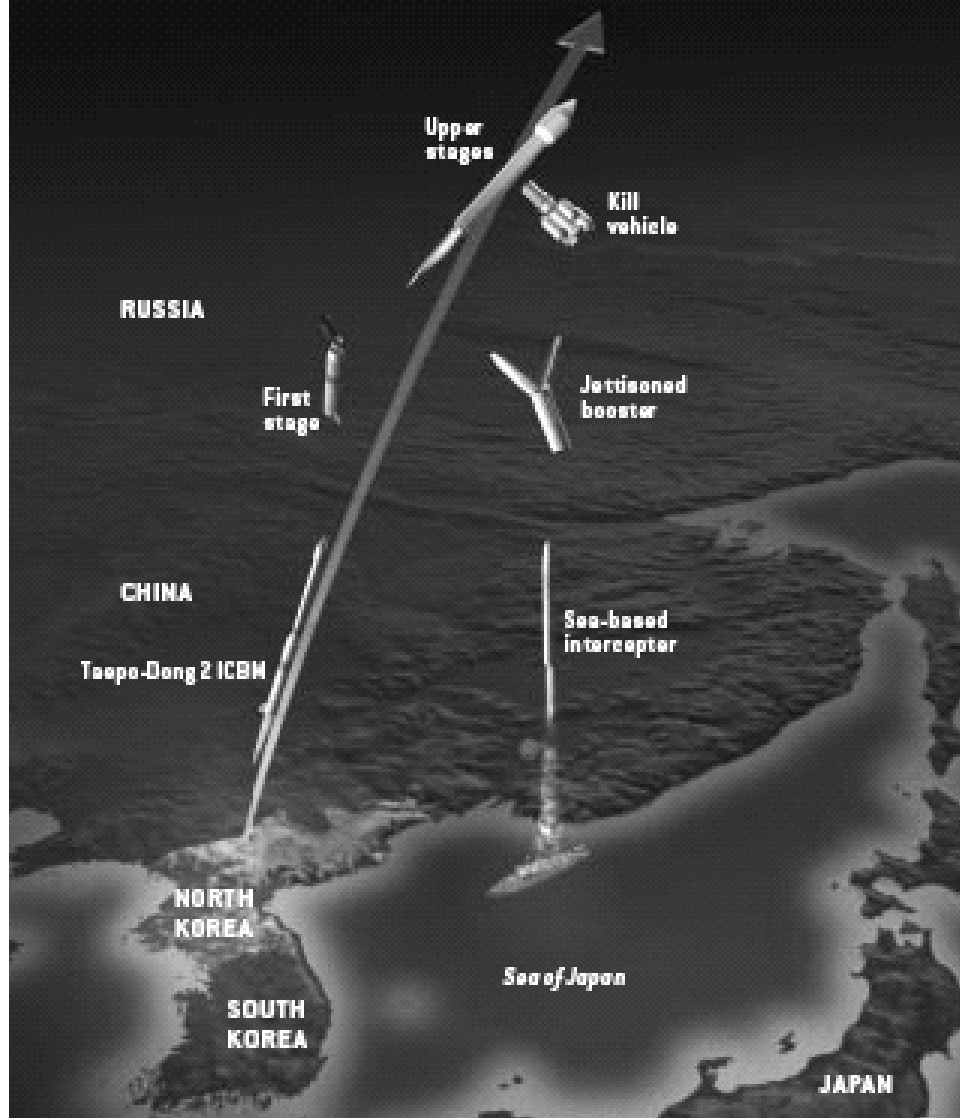 Upper
stages
Kill
vehicle
RUSSIA
First
stage
Jettisoned
booster
CHINA
Sea-based
interceptor
Taepo-Dong 2 ICBM
NORTH
KOREA
Sea of Japan
SOUTH
KOREA
JAPAN